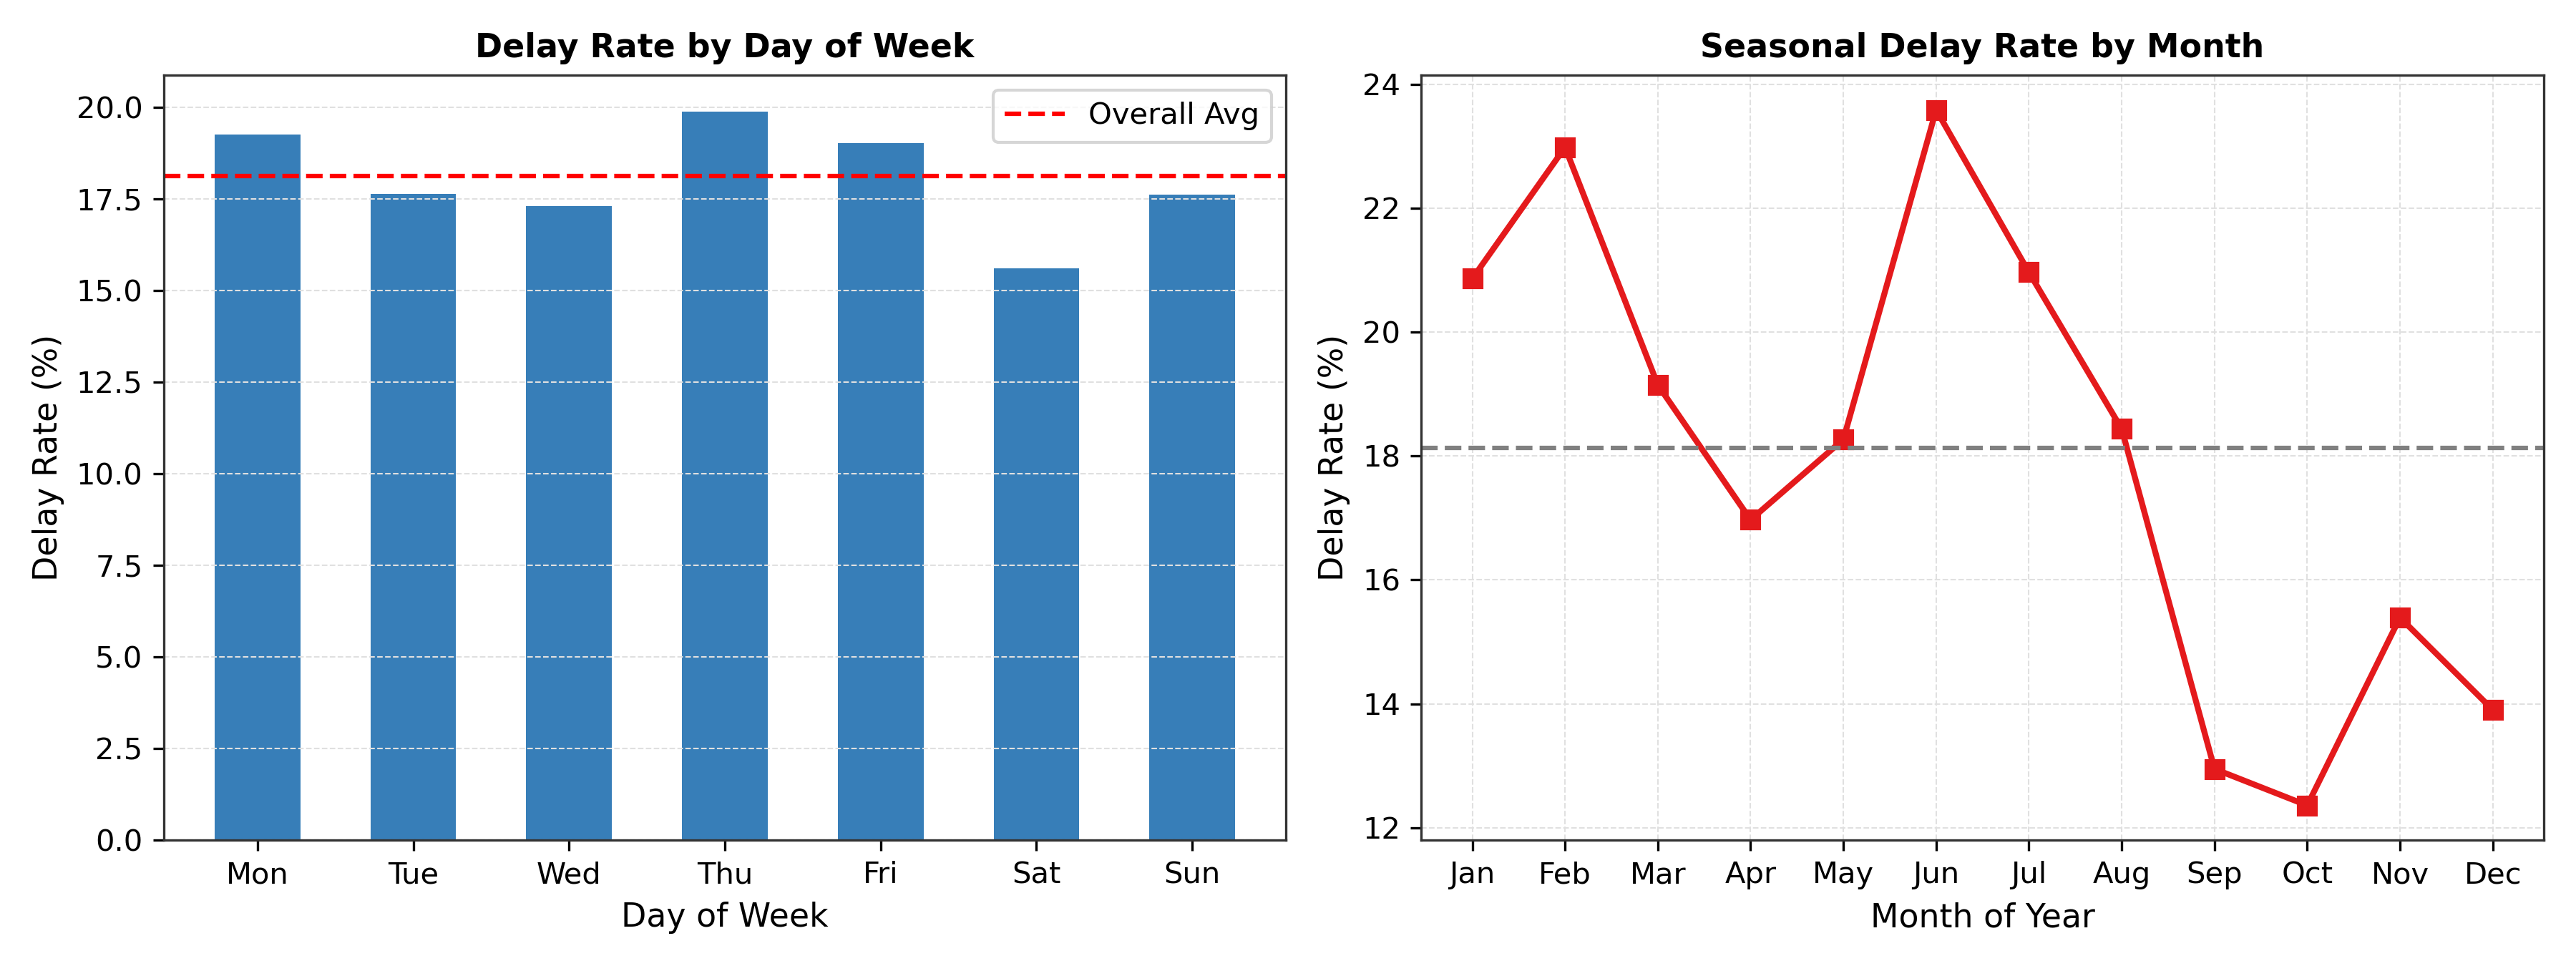 Delay Rate by Day of Week
Delay Rate (%)
20.0
17.5
15.0
12.5
10.0
7.5
5.0
2.5
0.0
Overall Avg
Mon Tue Wed Thu Fri Sat Sun
Day of Week
Seasonal Delay Rate by Month
Delay Rate (%)
24
22
20
18
16
14
12
Jan Feb Mar Apr May Jun Jul Aug Sep Oct Nov Dec
Month of Year